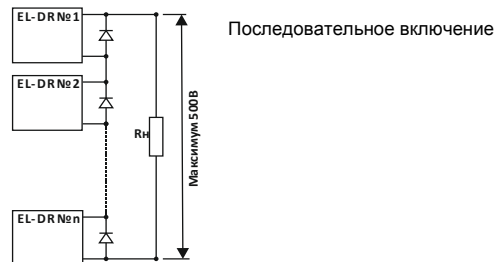 EL-DR№1
Последовательное включение
EL-DR№2
Rн
Максимум 500В
EL-DR№n